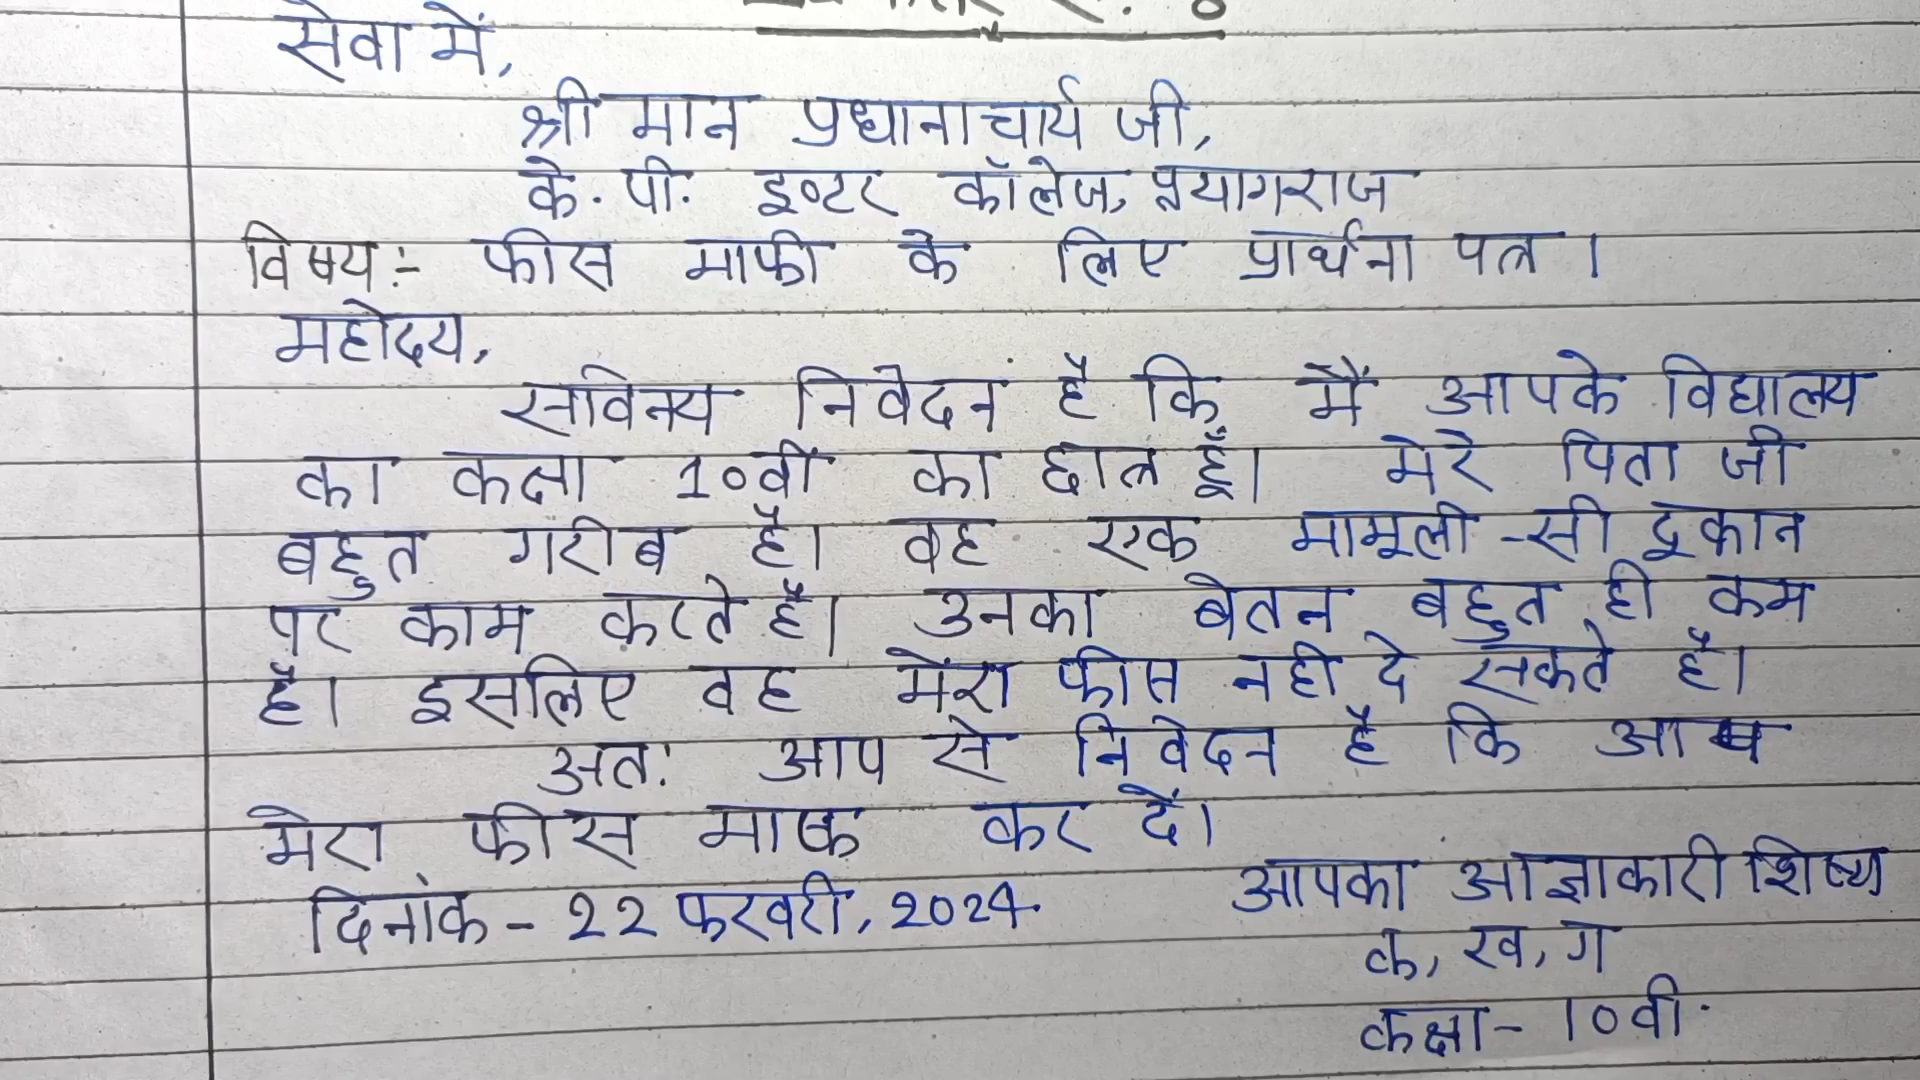 सेवा में,
श्री मान प्रधानाचार्य जी,
के. पी. इण्टर कॉलेज, प्रयागराज
विषय:- फीस माफी के लिए प्रार्थना पत्र ।
महोदय,
सविनय निवेदन है कि मैं आपके विद्यालय
का कक्षा 10वी का छात्र हूँ। मेरे पिता जी
बहुत गरीब है। वह एक मामूली-सी दुकान
पर काम करते है। उनका बेतन बहुत ही कम
है। इसलिए वह मेरा फीस नही दे सकते है।
अत: आप से निवेदन है कि आप
मेरा फीस माफ कर दें।
दिनांक - 22 फरवरी, 2024 आपका आज्ञाकारी शिष्य
क, ख, ग
कक्षा - 10वी.